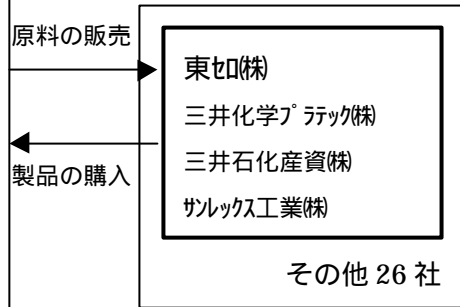 原料の販売
東ｾﾛ㈱
三井化学ﾌﾟﾗﾃｯｸ㈱
製品の購入
三井石化産資㈱
ｻﾝﾚｯｸｽ工業㈱
その他 26 社